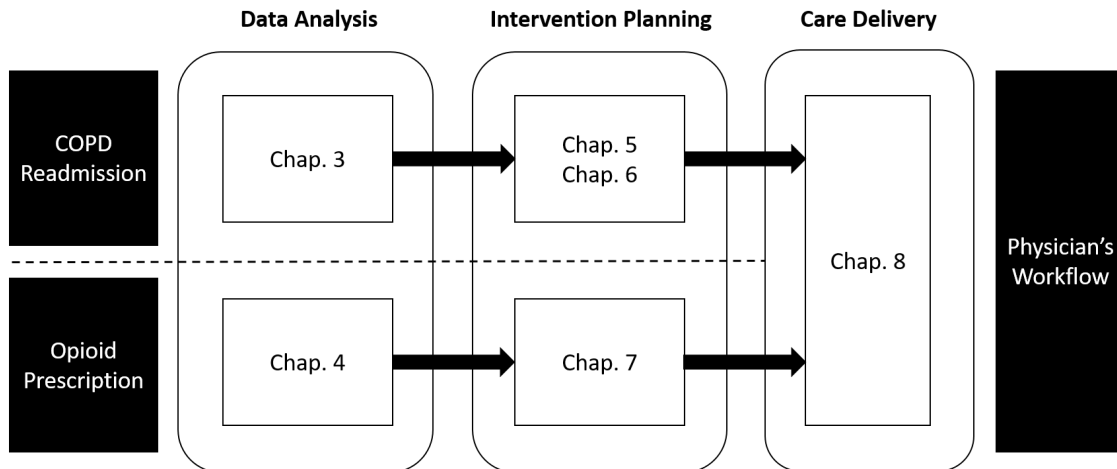 Data Analysis
Intervention Planning
Care Delivery
COPD
Readmission
Chap. 3
Chap. 5
Chap. 6
Chap. 8
Physician's
Workflow
Opioid
Prescription
Chap. 4
Chap. 7